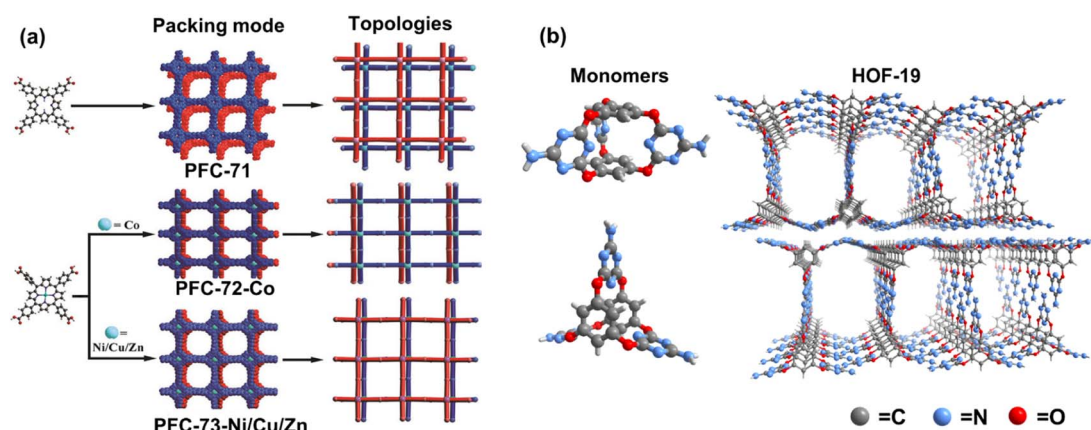 (a)
Packing mode
Topologies
PFC-71
= Co
PFC-72-Co
=
Ni/Cu/Zn
PFC-73-Ni/Cu/Zn
(b)
Monomers
HOF-19
=C =N =O